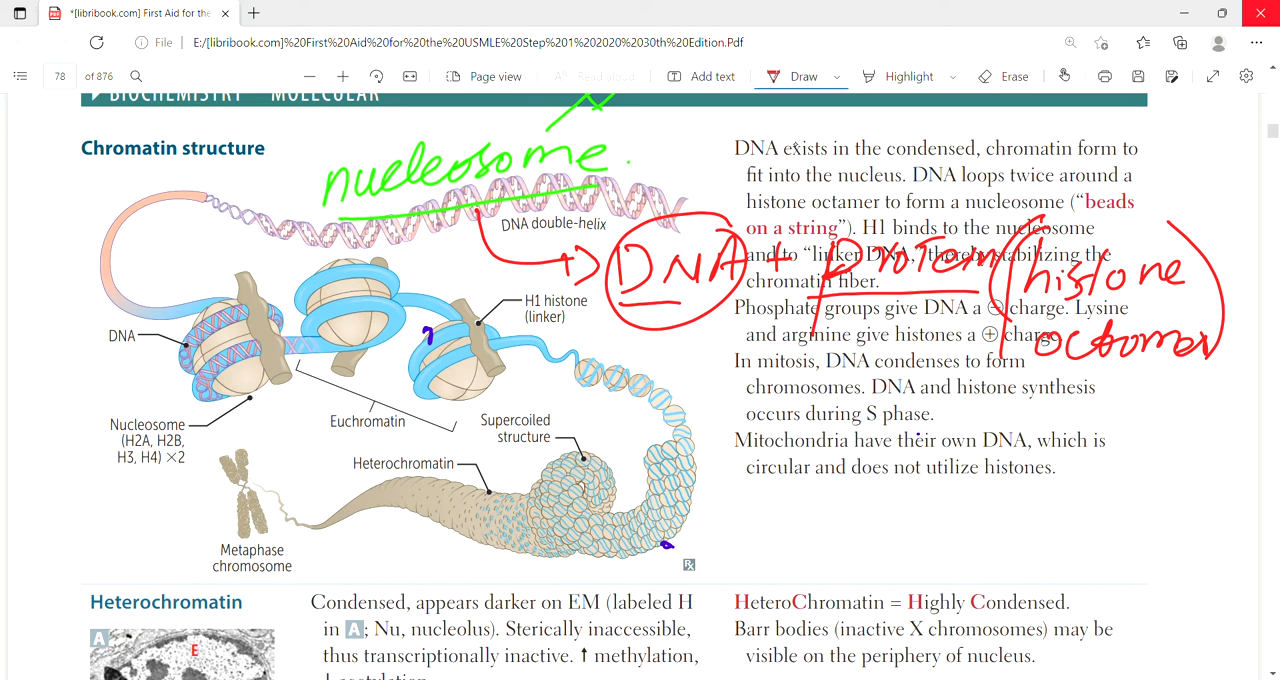 *[libribook.com] First Aid for the
File
E:/[libribook.com]%20First%20Aid%20for%20the%20USMLE%20Step%201%202020%2030th%20Edition.Pdf
78 of 876
Page view
Read aloud
Add text
Draw
Highlight
Erase
BIOCHEMISTRY
MOLECULAR
Chromatin structure
nucleosome.
DNA double-helix
DNA + protein (histone
octomer)
H1 histone
(linker)
DNA
Nucleosome
(H2A, H2B,
H3, H4) ×2
Euchromatin
Supercoiled
structure
Heterochromatin
Metaphase
chromosome
DNA exists in the condensed, chromatin form to
fit into the nucleus. DNA loops twice around a
histone octamer to form a nucleosome (“beads
on a string”). H1 binds to the nucleosome
and to “linker DNA,” thereby stabilizing the
chromatin fiber.
Phosphate groups give DNA a ⊖ charge. Lysine
and arginine give histones a ⊕ charge.
In mitosis, DNA condenses to form
chromosomes. DNA and histone synthesis
occurs during S phase.
Mitochondria have their own DNA, which is
circular and does not utilize histones.
Heterochromatin
A
E
Condensed, appears darker on EM (labeled H
in A; Nu, nucleolus). Sterically inaccessible,
thus transcriptionally inactive. ↑ methylation,
HeteroChromatin = Highly Condensed.
Barr bodies (inactive X chromosomes) may be
visible on the periphery of nucleus.